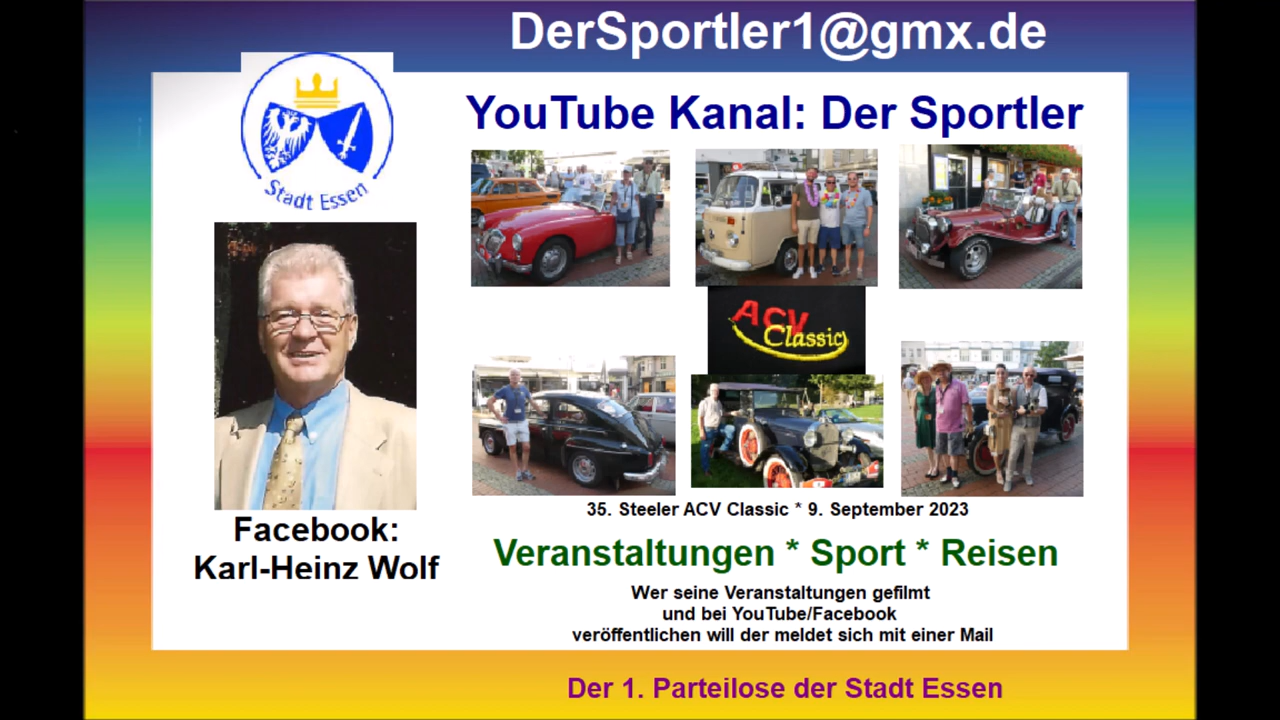 DerSportler1@gmx.de
YouTube Kanal: Der Sportler
Stadt Essen
ACV
Classic
Facebook:
Karl-Heinz Wolf
35. Steeler ACV Classic * 9. September 2023
Veranstaltungen * Sport * Reisen
Wer seine Veranstaltungen gefilmt
und bei YouTube/Facebook
veröffentlichen will der meldet sich mit einer Mail
Der 1. Parteilose der Stadt Essen